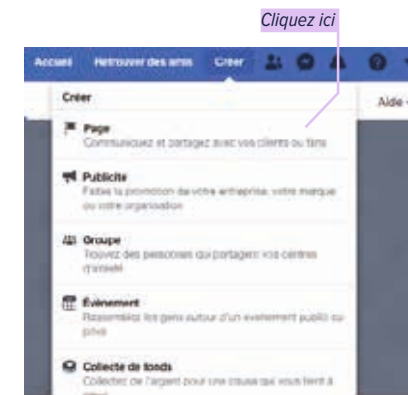 Cliquez ici
Accueil Retrouver des amis Créer
Créer
Aide
Page
Communiquez et partagez avec vos clients ou fans
Publicité
Faites la promotion de votre entreprise, votre marque
ou votre organisation
Groupe
Trouvez des personnes qui partagent vos centres
d'intérêt
Évènement
Rassemblez les gens autour d'un évènement public ou
privé
Collecte de fonds
Collectez de l'argent pour une cause qui vous tient à